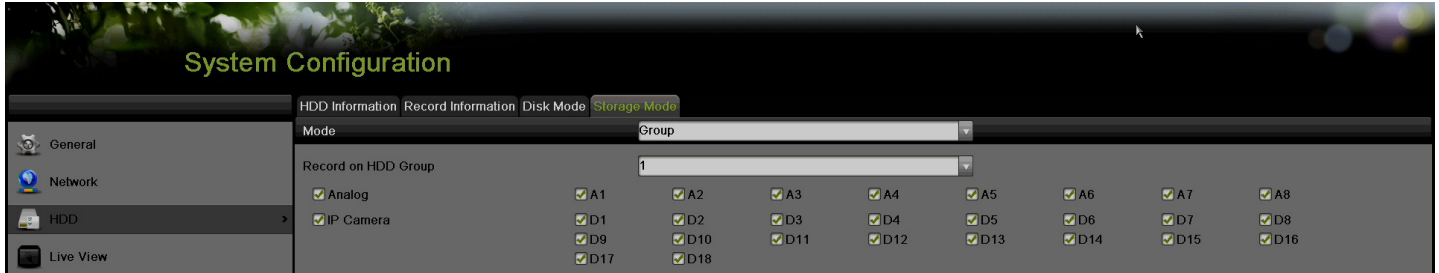 System Configuration
HDD Information Record Information Disk Mode Storage Mode
General
Network
HDD
Live View
Mode Group
Record on HDD Group 1
Analog A1 A2 A3 A4 A5 A6 A7 A8
IP Camera D1 D2 D3 D4 D5 D6 D7 D8
D9 D10 D11 D12 D13 D14 D15 D16
D17 D18